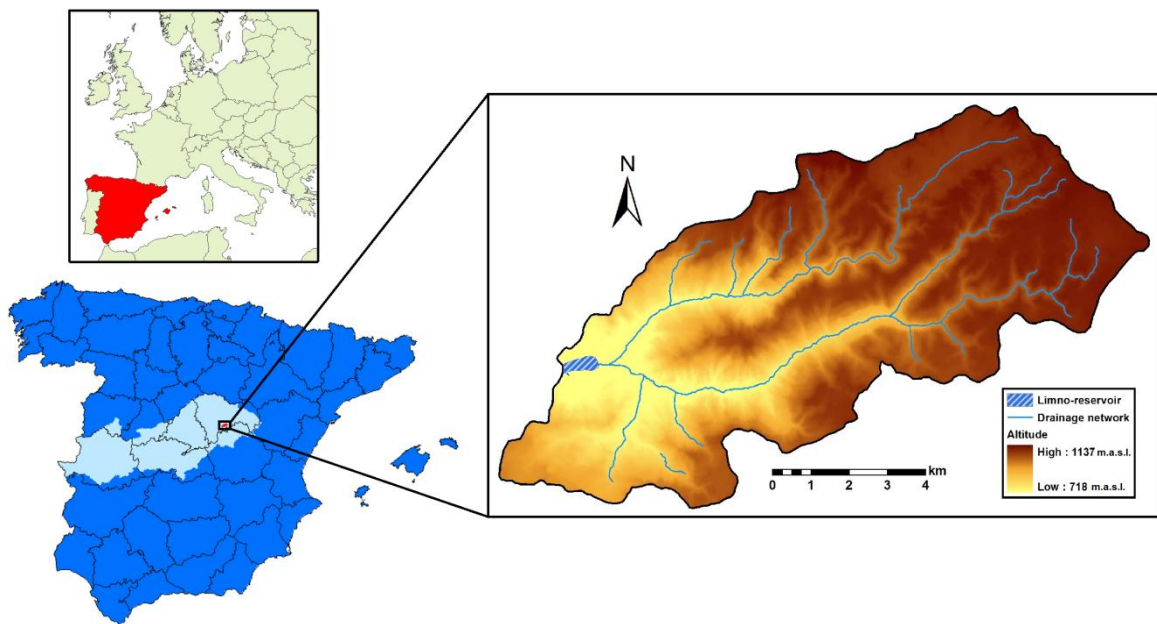 N
Limno-reservoir
Drainage network
Altitude
High : 1137 m.a.s.l.
Low : 718 m.a.s.l.
km
0 1 2 3 4